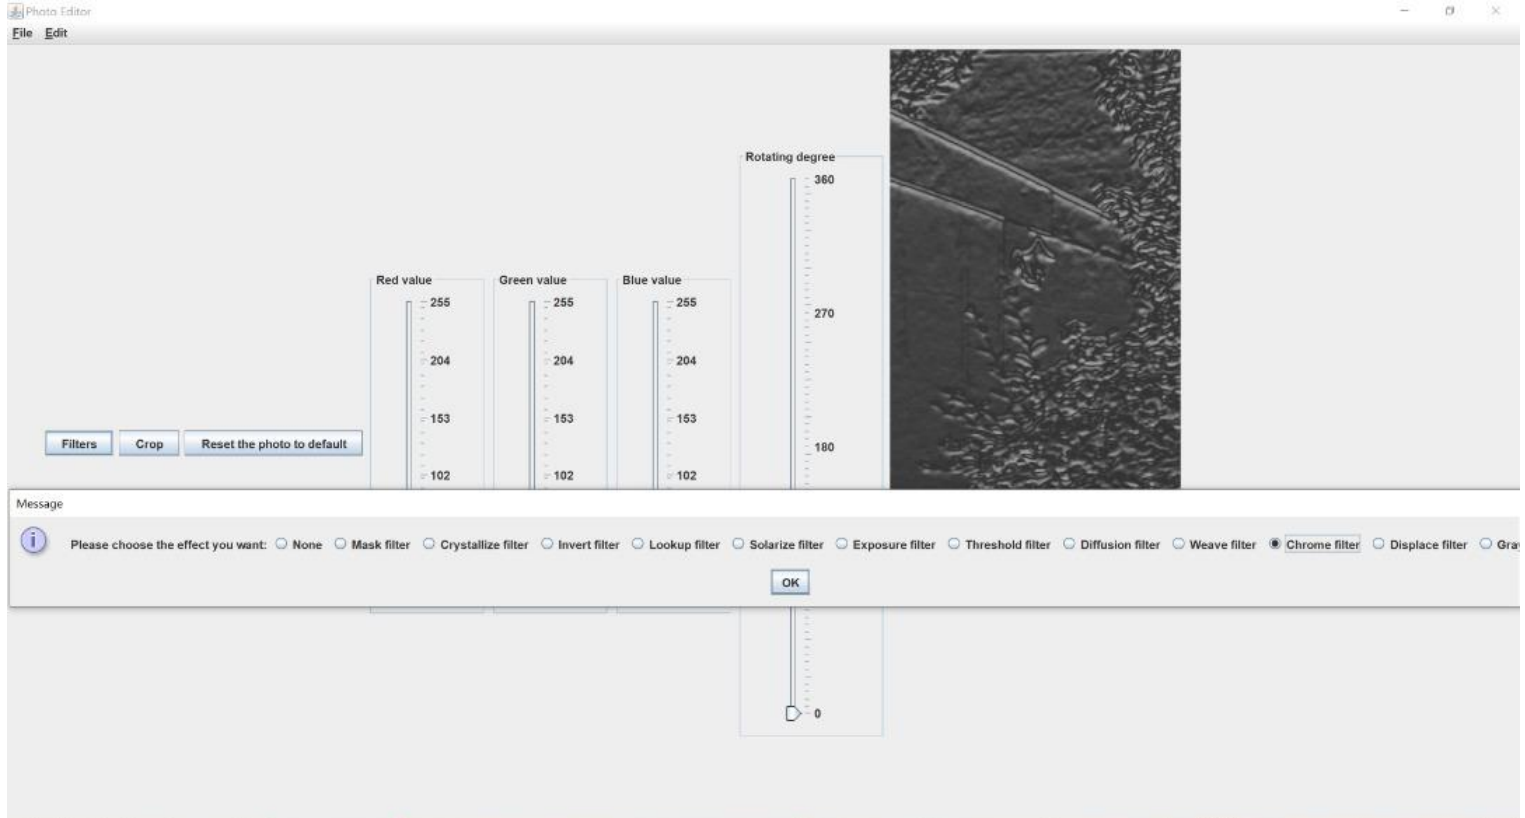 Photo Editor
File Edit
Rotating degree
360
270
180
0
Red value
255
204
153
102
Green value
255
204
153
102
Blue value
255
204
153
102
Filters Crop Reset the photo to default
Message
Please choose the effect you want: None Mask filter Crystallize filter Invert filter Lookup filter Solarize filter Exposure filter Threshold filter Diffusion filter Weave filter Chrome filter Displace filter Gray
OK